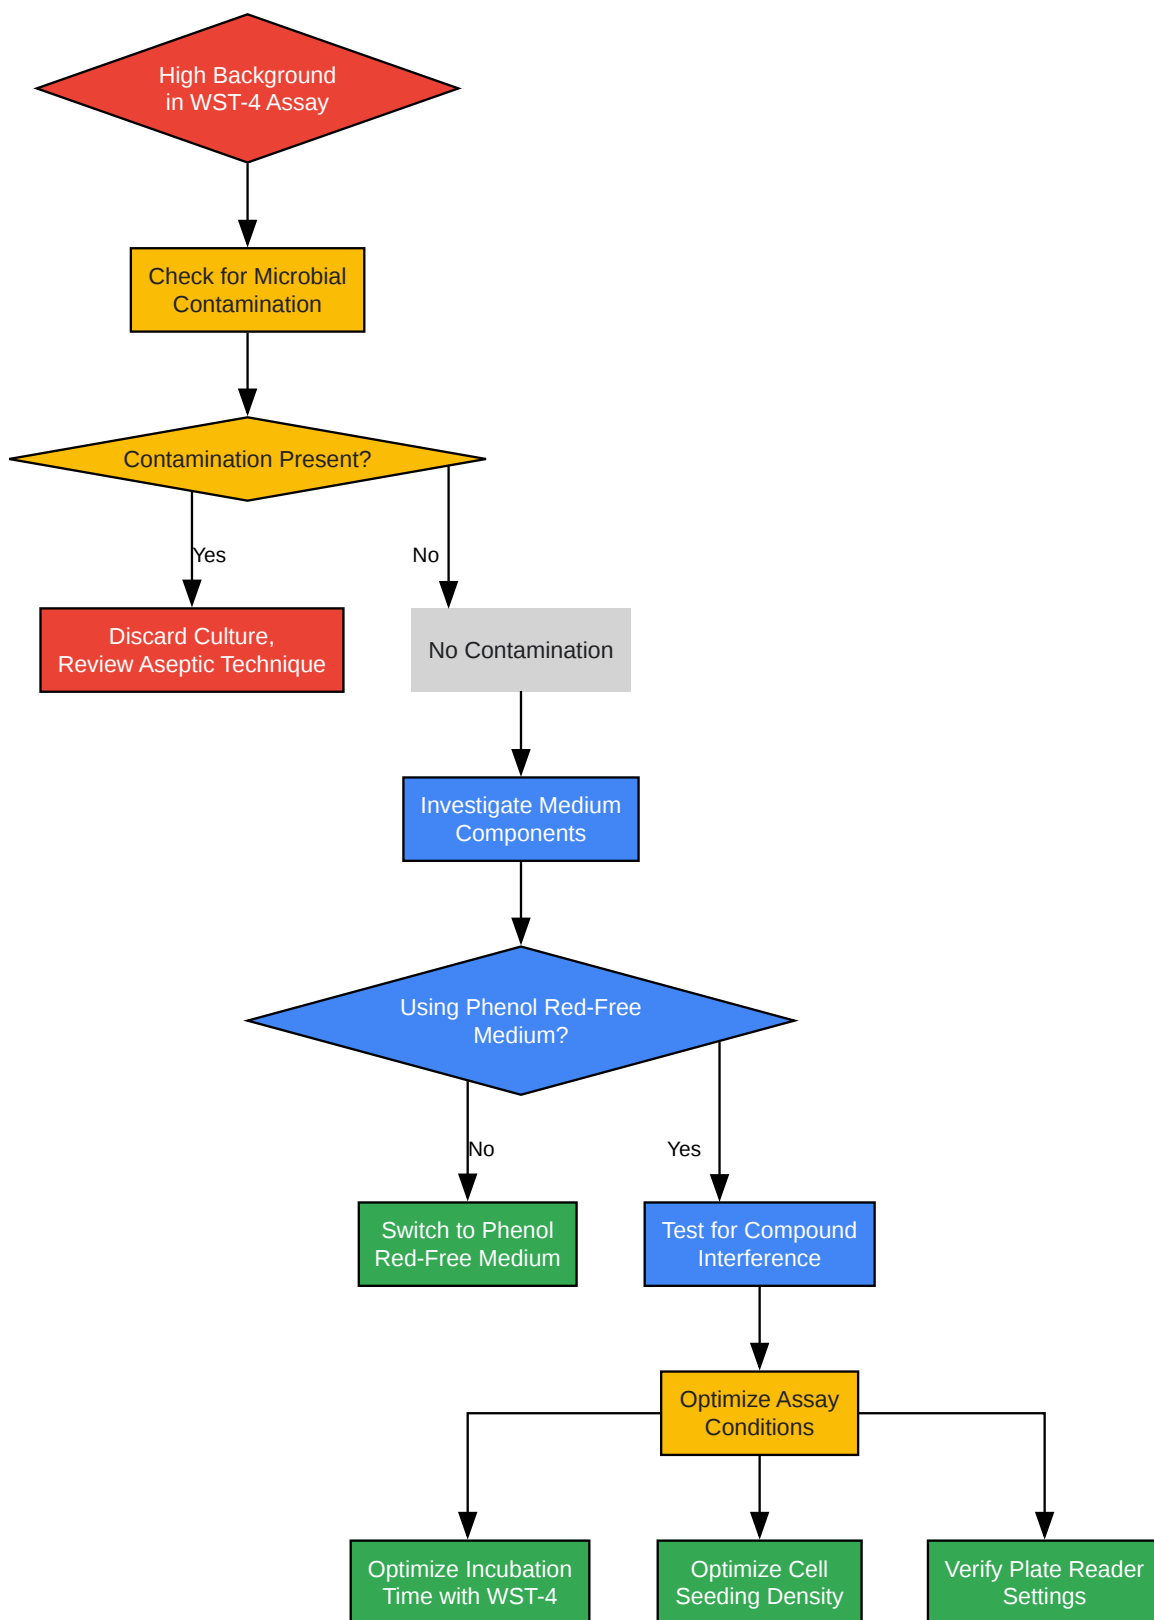 High Background
in WST-4 Assay
Check for Microbial
Contamination
Contamination Present?
Yes
No
Discard Culture,
Review Aseptic Technique
No Contamination
Investigate Medium
Components
Using Phenol Red-Free
Medium?
No
Yes
Switch to Phenol
Red-Free Medium
Test for Compound
Interference
Optimize Assay
Conditions
Optimize Incubation
Time with WST-4
Optimize Cell
Seeding Density
Verify Plate Reader
Settings